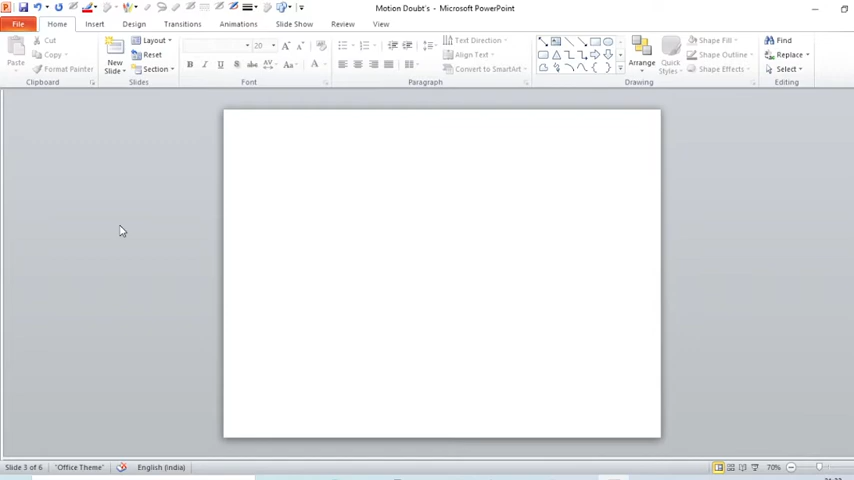 Motion Doubt's - Microsoft PowerPoint
File Home Insert Design Transitions Animations Slide Show Review View
Cut
Copy
Format Painter
Paste
Clipboard
New
Slide
Layout
Reset
Section
Slides
20
B I U S abc AV Aa A
Font
Text Direction
Align Text
Convert to SmartArt
Paragraph
Arrange
Quick
Styles
Shape Fill
Shape Outline
Shape Effects
Drawing
Find
Replace
Select
Editing
Slide 3 of 6 "Office Theme" English (India) 70%